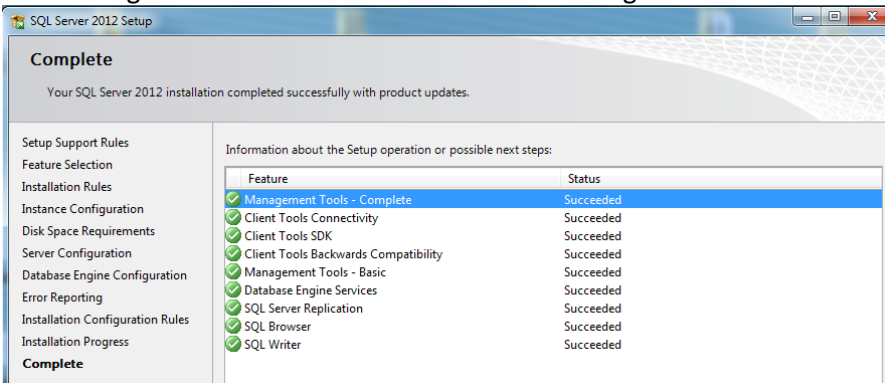 SQL Server 2012 Setup
Complete
Your SQL Server 2012 installation completed successfully with product updates.
Setup Support Rules
Feature Selection
Installation Rules
Instance Configuration
Disk Space Requirements
Server Configuration
Database Engine Configuration
Error Reporting
Installation Configuration Rules
Installation Progress
Complete
Information about the Setup operation or possible next steps:
Feature Status
Management Tools - Complete Succeeded
Client Tools Connectivity Succeeded
Client Tools SDK Succeeded
Client Tools Backwards Compatibility Succeeded
Management Tools - Basic Succeeded
Database Engine Services Succeeded
SQL Server Replication Succeeded
SQL Browser Succeeded
SQL Writer Succeeded